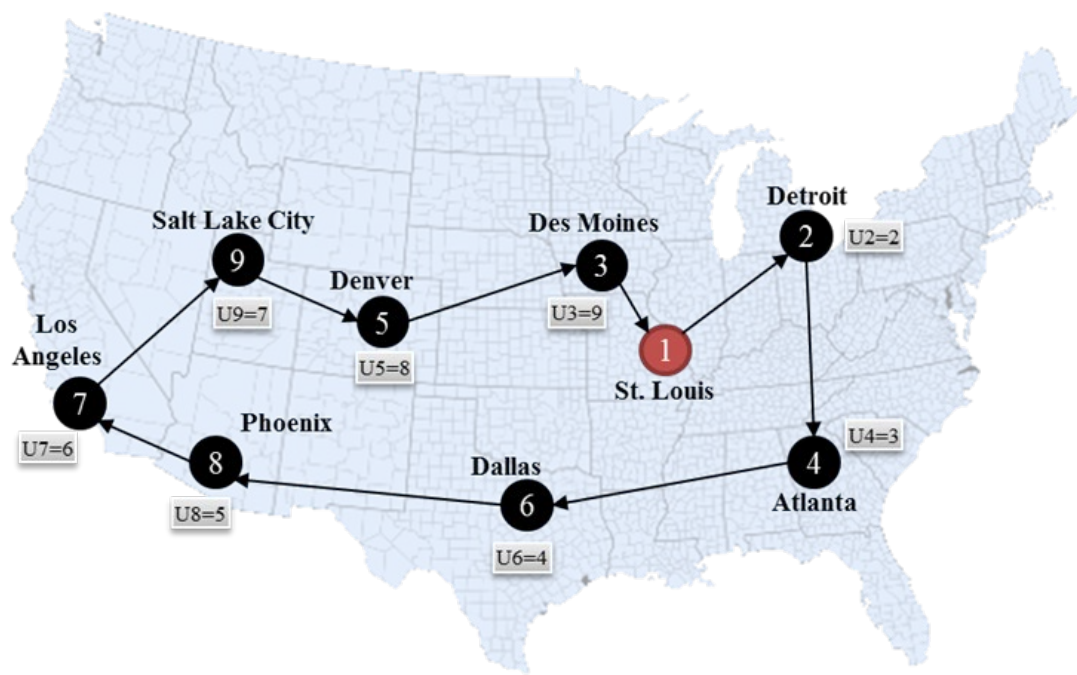 Detroit
2
U2=2
Salt Lake City
9
U9=7
Des Moines
3
U3=9
Denver
5
U5=8
Los
Angeles
7
U7=6
1
St. Louis
Phoenix
8
U8=5
Dallas
6
U6=4
U4=3
4
Atlanta